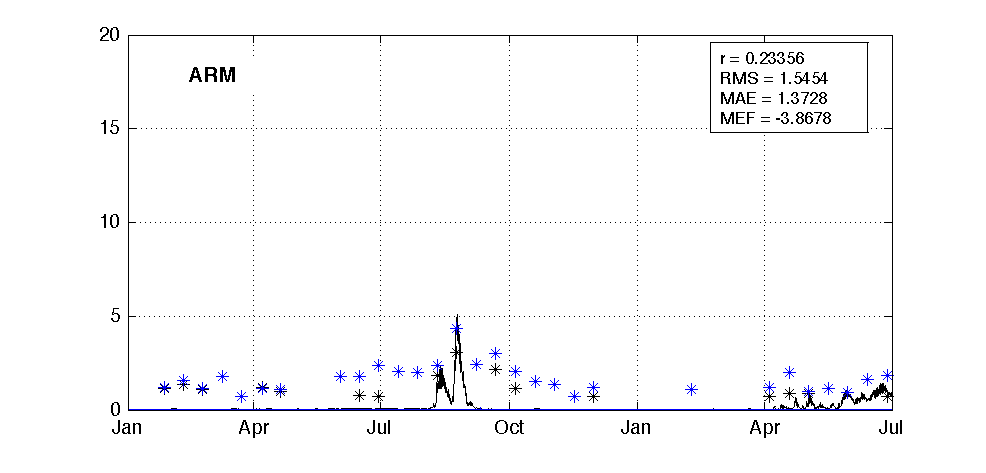 20
ARM
r = 0.23356
RMS = 1.5454
MAE = 1.3728
MEF = -3.8678
15
10
5
0
Jan Apr Jul Oct Jan Apr Jul